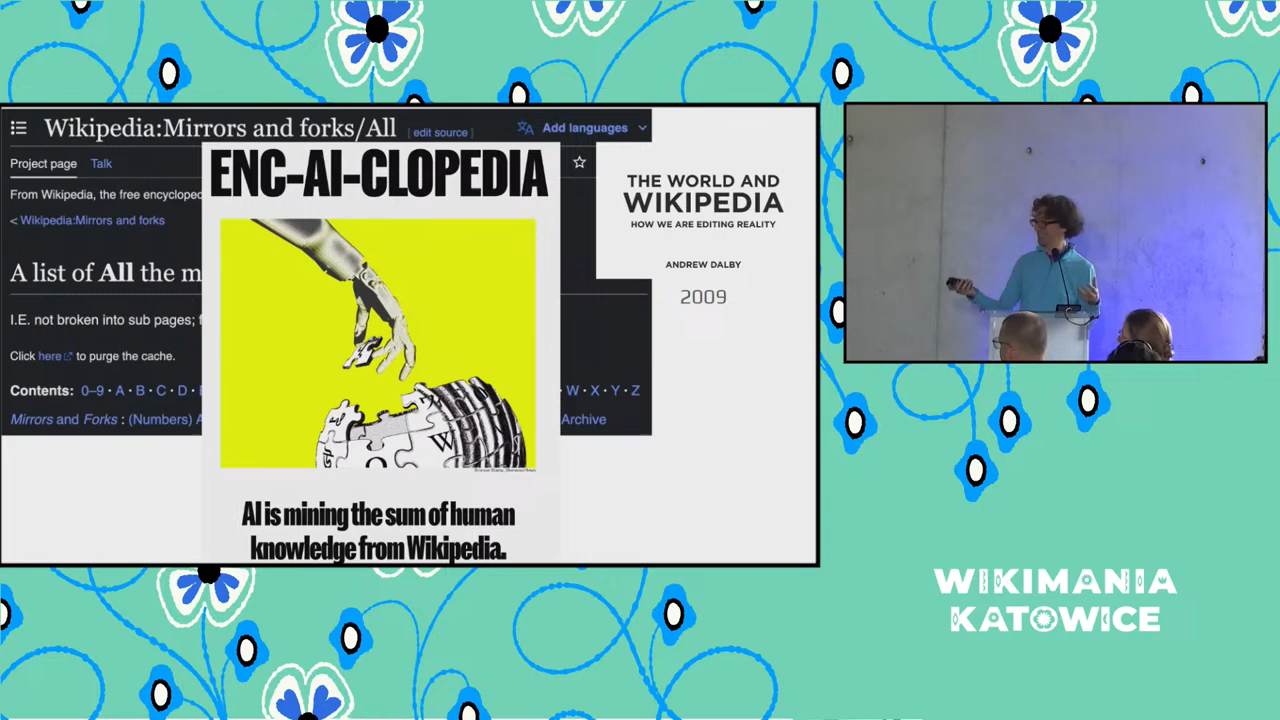 Wikipedia:Mirrors and forks/All [ edit source ]
Add languages
Project page Talk
From Wikipedia, the free encycloped
< Wikipedia:Mirrors and forks
A list of All the m
I.E. not broken into sub pages; f
Click here to purge the cache.
Contents: 0–9 · A · B · C · D ·
W · X · Y · Z
Mirrors and Forks : (Numbers) A
Archive
ENC-AI-CLOPEDIA
W
AI is mining the sum of human
knowledge from Wikipedia.
THE WORLD AND
WIKIPEDIA
HOW WE ARE EDITING REALITY
ANDREW DALBY
2009
WIKIMANIA
KATOWICE